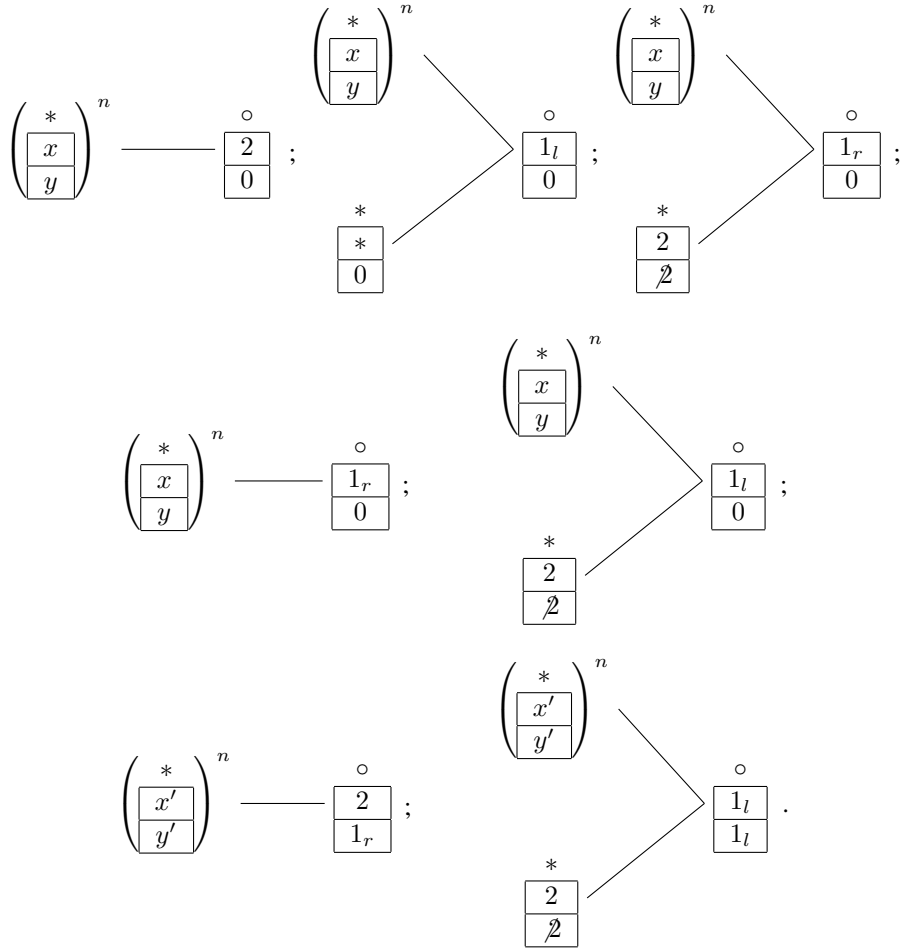 ( * x y )^n ∘ 2 0 ;
( * x y )^n * * 0 ∘ 1_l 0 ;
( * x y )^n * 2 2̸ ∘ 1_r 0 ;
( * x y )^n ∘ 1_r 0 ;
( * x y )^n * 2 2̸ ∘ 1_l 0 ;
( * x′ y′ )^n ∘ 2 1_r ;
( * x′ y′ )^n * 2 2̸ ∘ 1_l 1_l .